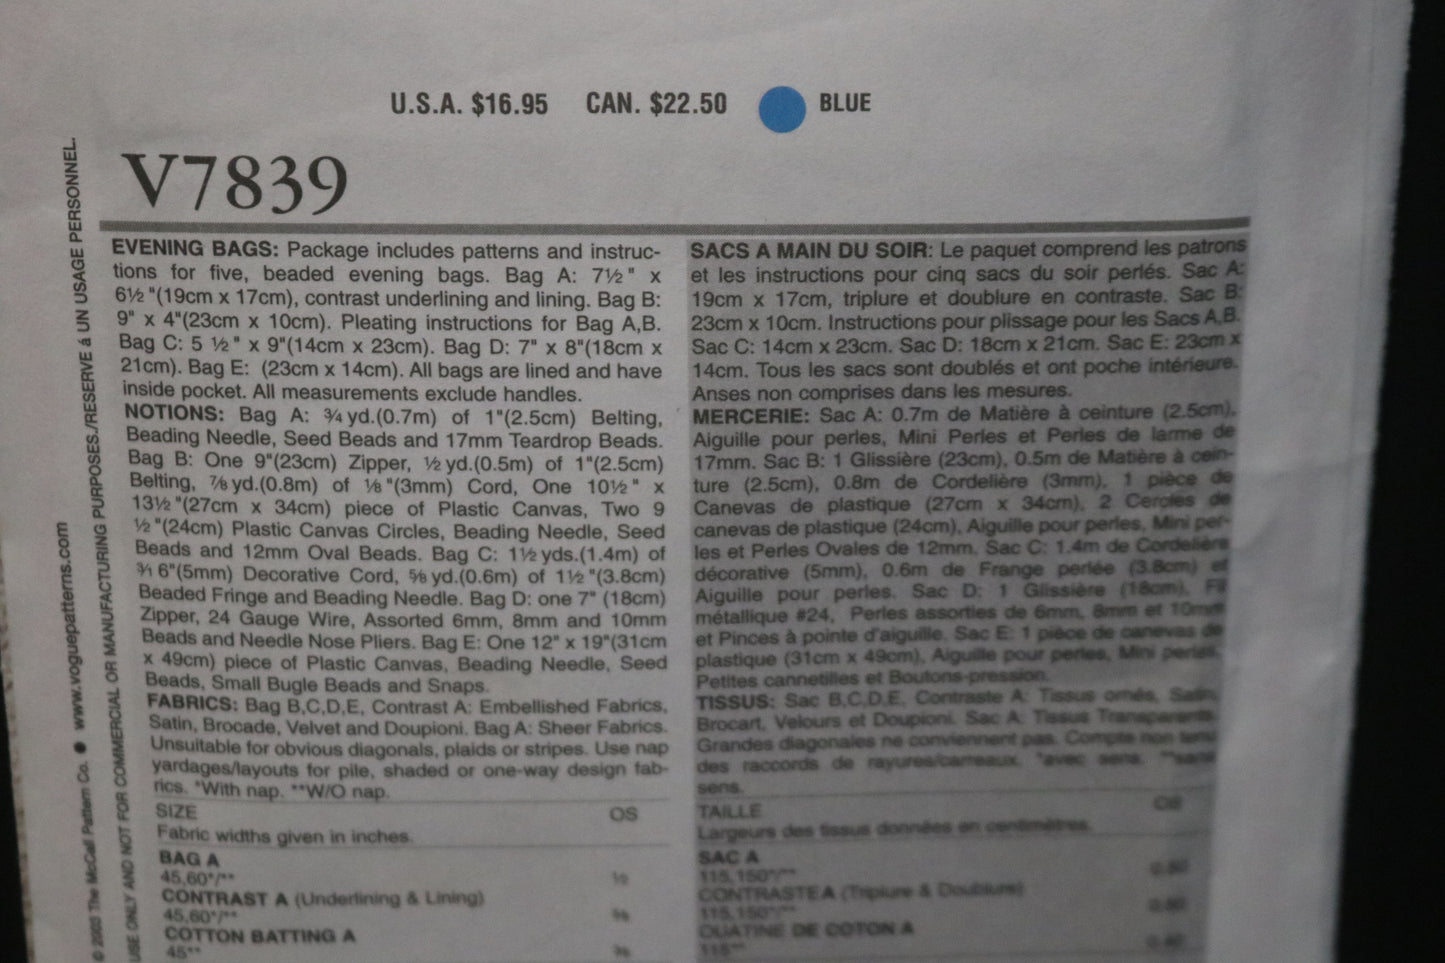 U.S.A. $16.95 CAN. $22.50 BLUE
V7839
EVENING BAGS: Package includes patterns and instruc-
tions for five, beaded evening bags. Bag A: 7½" x
6½"(19cm x 17cm), contrast underlining and lining. Bag B:
9" x 4"(23cm x 10cm). Pleating instructions for Bag A,B.
Bag C: 5 ½" x 9"(14cm x 23cm). Bag D: 7" x 8"(18cm x
21cm). Bag E: (23cm x 14cm). All bags are lined and have
inside pocket. All measurements exclude handles.
NOTIONS: Bag A: ¾ yd.(0.7m) of 1"(2.5cm) Belting,
Beading Needle, Seed Beads and 17mm Teardrop Beads.
Bag B: One 9"(23cm) Zipper, ½ yd.(0.5m) of 1"(2.5cm)
Belting, ⅞ yd.(0.8m) of ⅛"(3mm) Cord, One 10½" x
13½"(27cm x 34cm) piece of Plastic Canvas, Two 9
½"(24cm) Plastic Canvas Circles, Beading Needle, Seed
Beads and 12mm Oval Beads. Bag C: 1½ yds.(1.4m) of
3⁄1 6"(5mm) Decorative Cord, ⅝ yd.(0.6m) of 1½"(3.8cm)
Beaded Fringe and Beading Needle. Bag D: one 7" (18cm)
Zipper, 24 Gauge Wire, Assorted 6mm, 8mm and 10mm
Beads and Needle Nose Pliers. Bag E: One 12" x 19"(31cm
x 49cm) piece of Plastic Canvas, Beading Needle, Seed
Beads, Small Bugle Beads and Snaps.
FABRICS: Bag B,C,D,E, Contrast A: Embellished Fabrics,
Satin, Brocade, Velvet and Doupioni. Bag A: Sheer Fabrics.
Unsuitable for obvious diagonals, plaids or stripes. Use nap
yardages/layouts for pile, shaded or one-way design fab-
rics. *With nap. **W/O nap.
SIZE OS
Fabric widths given in inches.
BAG A
45,60*/** ½
CONTRAST A (Underlining & Lining)
45,60*/**
COTTON BATTING A
45**
SACS A MAIN DU SOIR: Le paquet comprend les patrons
et les instructions pour cinq sacs du soir perlés. Sac A:
19cm x 17cm, triplure et doublure en contraste. Sac B:
23cm x 10cm. Instructions pour plissage pour les Sacs A,B.
Sac C: 14cm x 23cm. Sac D: 18cm x 21cm. Sac E: 23cm x
14cm. Tous les sacs sont doublés et ont poche intérieure.
Anses non comprises dans les mesures.
MERCERIE: Sac A: 0.7m de Matière à ceinture (2.5cm),
Aiguille pour perles, Mini Perles et Perles de larme de
17mm. Sac B: 1 Glissière (23cm), 0.5m de Matière à cein-
ture (2.5cm), 0.8m de Cordelière (3mm), 1 pièce de
Canevas de plastique (27cm x 34cm), 2 Cercles de
canevas de plastique (24cm), Aiguille pour perles, Mini per-
les et Perles Ovales de 12mm. Sac C: 1.4m de Cordelière
décorative (5mm), 0.6m de Frange perlée (3.8cm) et
Aiguille pour perles. Sac D: 1 Glissière (18cm), Fil
métallique #24, Perles assorties de 6mm, 8mm et 10mm
et Pinces à pointe d'aiguille. Sac E: 1 pièce de canevas de
plastique (31cm x 49cm), Aiguille pour perles, Mini perles,
Petites cannetilles et Boutons-pression.
TISSUS: Sac B,C,D,E, Contraste A: Tissus ornés, Satin,
Brocart, Velours et Doupioni. Sac A: Tissus Transparents.
Grandes diagonales ne conviennent pas. Compte non tenu
des raccords de rayures/carreaux. *avec sens. **sans
sens.
TAILLE OS
Largeurs des tissus données en centimètres.
SAC A
115,150*/** 0.50
CONTRASTE A (Triplure & Doublure)
115,150*/**
OUATINE DE COTON A
115**
© 2003 The McCall Pattern Co. ● www.voguepatterns.com
USE ONLY AND NOT FOR COMMERCIAL OR MANUFACTURING PURPOSES./RESERVE á UN USAGE PERSONNEL.